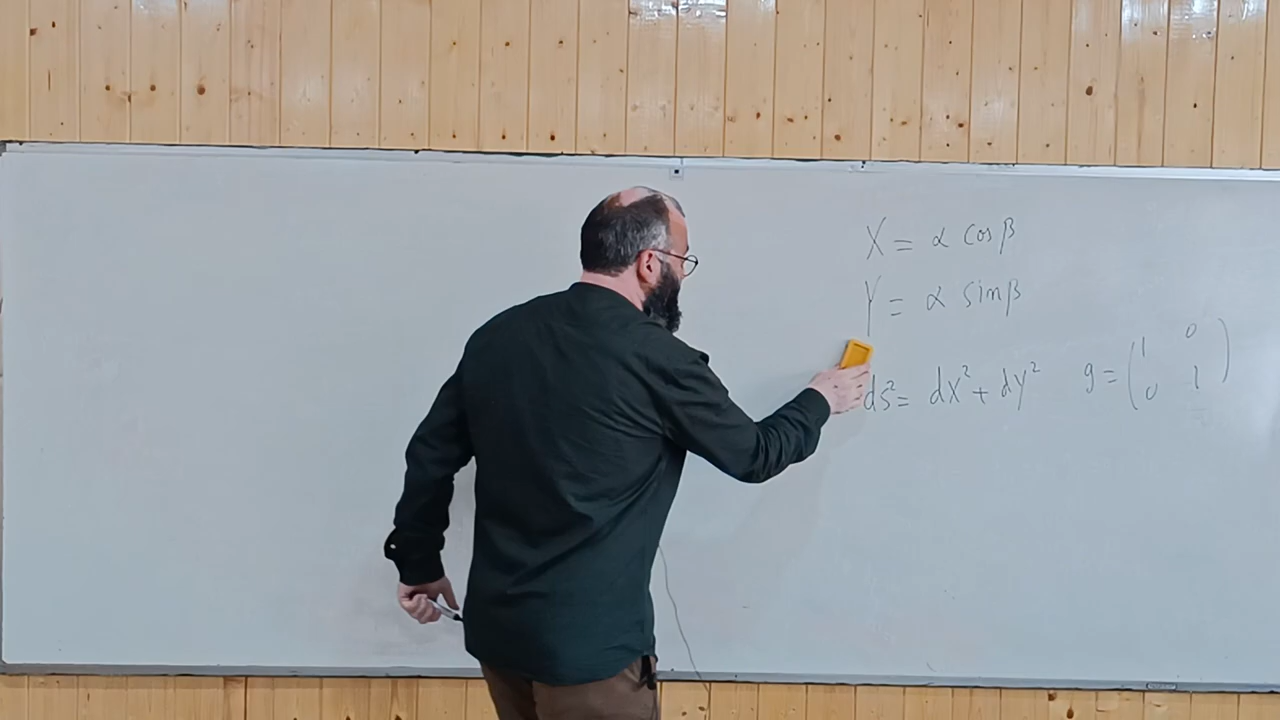 X = α cos β
Y = α sin β
ds² = dx² + dy² g = (1 0
0 1)